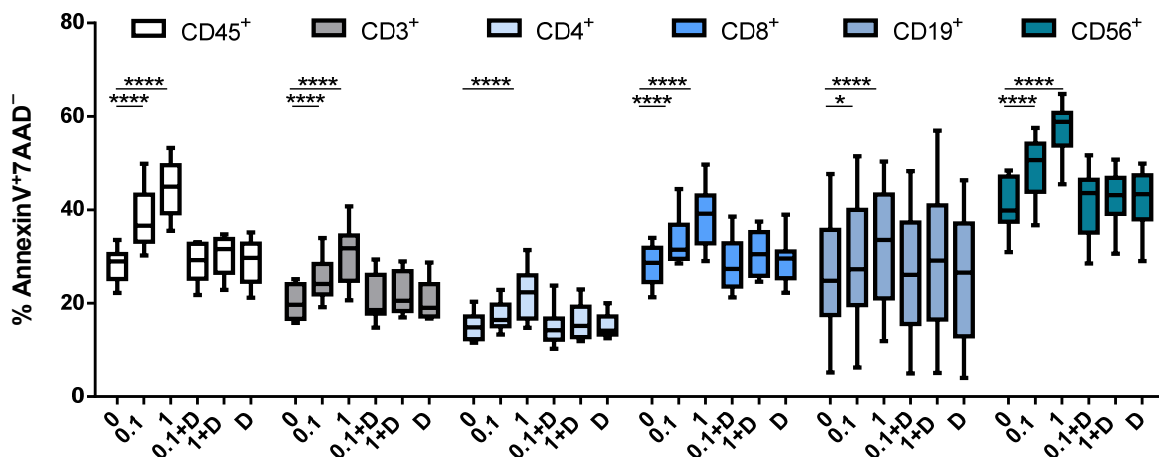 80
CD45⁺ CD3⁺ CD4⁺ CD8⁺ CD19⁺ CD56⁺
**** **** **** **** **** ****
**** **** **** * ****
60
40
20
0
% AnnexinV⁺7AAD⁻
0 0.1 1 0.1+D 1+D D 0 0.1 1 0.1+D 1+D D 0 0.1 1 0.1+D 1+D D 0 0.1 1 0.1+D 1+D D 0 0.1 1 0.1+D 1+D D 0 0.1 1 0.1+D 1+D D